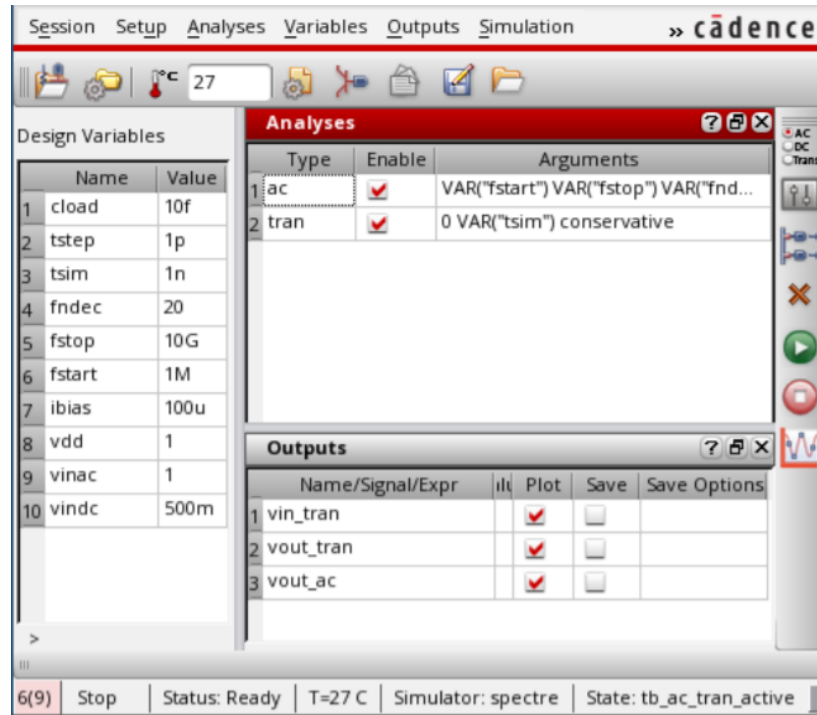 Session Setup Analyses Variables Outputs Simulation » cādence
°C 27
Design Variables
Name Value
1 cload 10f
2 tstep 1p
3 tsim 1n
4 fndec 20
5 fstop 10G
6 fstart 1M
7 ibias 100u
8 vdd 1
9 vinac 1
10 vindc 500m
>
Analyses
Type Enable Arguments
1 ac VAR("fstart") VAR("fstop") VAR("fnd...
2 tran 0 VAR("tsim") conservative
Outputs
Name/Signal/Expr Plot Save Save Options
1 vin_tran
2 vout_tran
3 vout_ac
AC
DC
Trans
6(9) Stop Status: Ready T=27 C Simulator: spectre State: tb_ac_tran_active